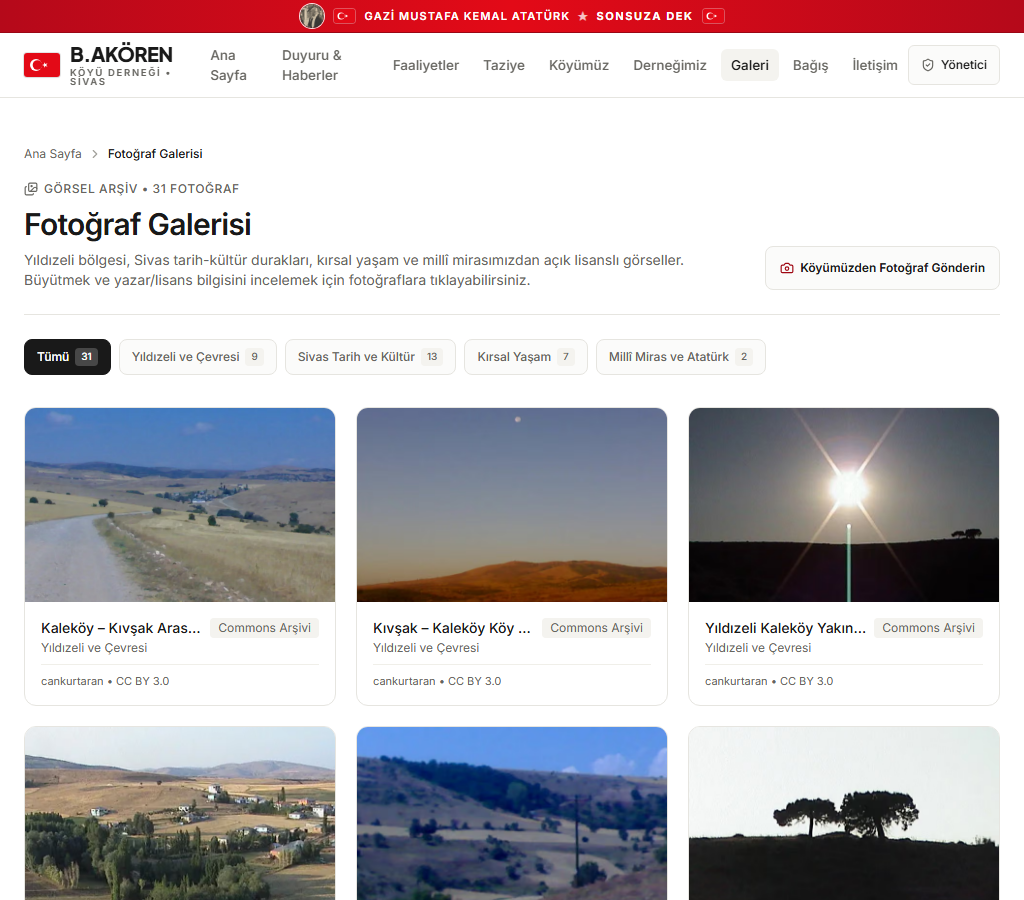 GAZİ MUSTAFA KEMAL ATATÜRK ★ SONSUZA DEK
B.AKÖREN
KÖYÜ DERNEĞİ •
SİVAS
Ana
Sayfa
Duyuru &
Haberler
Faaliyetler
Taziye
Köyümüz
Derneğimiz
Galeri
Bağış
İletişim
Yönetici
Ana Sayfa > Fotoğraf Galerisi
GÖRSEL ARŞİV • 31 FOTOĞRAF
Fotoğraf Galerisi
Yıldızeli bölgesi, Sivas tarih-kültür durakları, kırsal yaşam ve millî mirasımızdan açık lisanslı görseller.
Büyütmek ve yazar/lisans bilgisini incelemek için fotoğraflara tıklayabilirsiniz.
Köyümüzden Fotoğraf Gönderin
Tümü 31
Yıldızeli ve Çevresi 9
Sivas Tarih ve Kültür 13
Kırsal Yaşam 7
Millî Miras ve Atatürk 2
Kaleköy – Kıvşak Aras... Commons Arşivi
Yıldızeli ve Çevresi
cankurtaran • CC BY 3.0
Kıvşak – Kaleköy Köy ... Commons Arşivi
Yıldızeli ve Çevresi
cankurtaran • CC BY 3.0
Yıldızeli Kaleköy Yakın... Commons Arşivi
Yıldızeli ve Çevresi
cankurtaran • CC BY 3.0